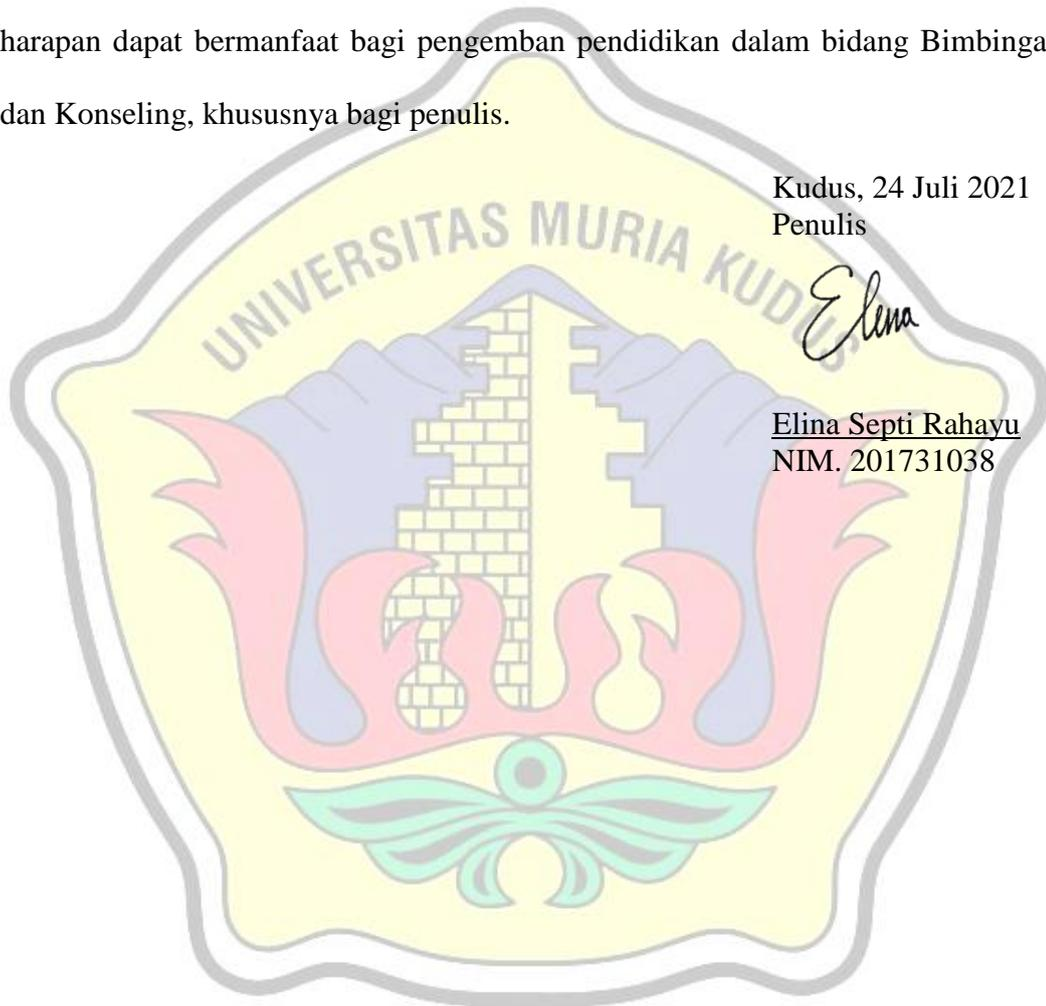 harapan dapat bermanfaat bagi pengemban pendidikan dalam bidang Bimbinga
dan Konseling, khususnya bagi penulis.
Kudus, 24 Juli 2021
Penulis
UNIVERSITAS MURIA KUDUS
Elena
Elina Septi Rahayu
NIM. 201731038